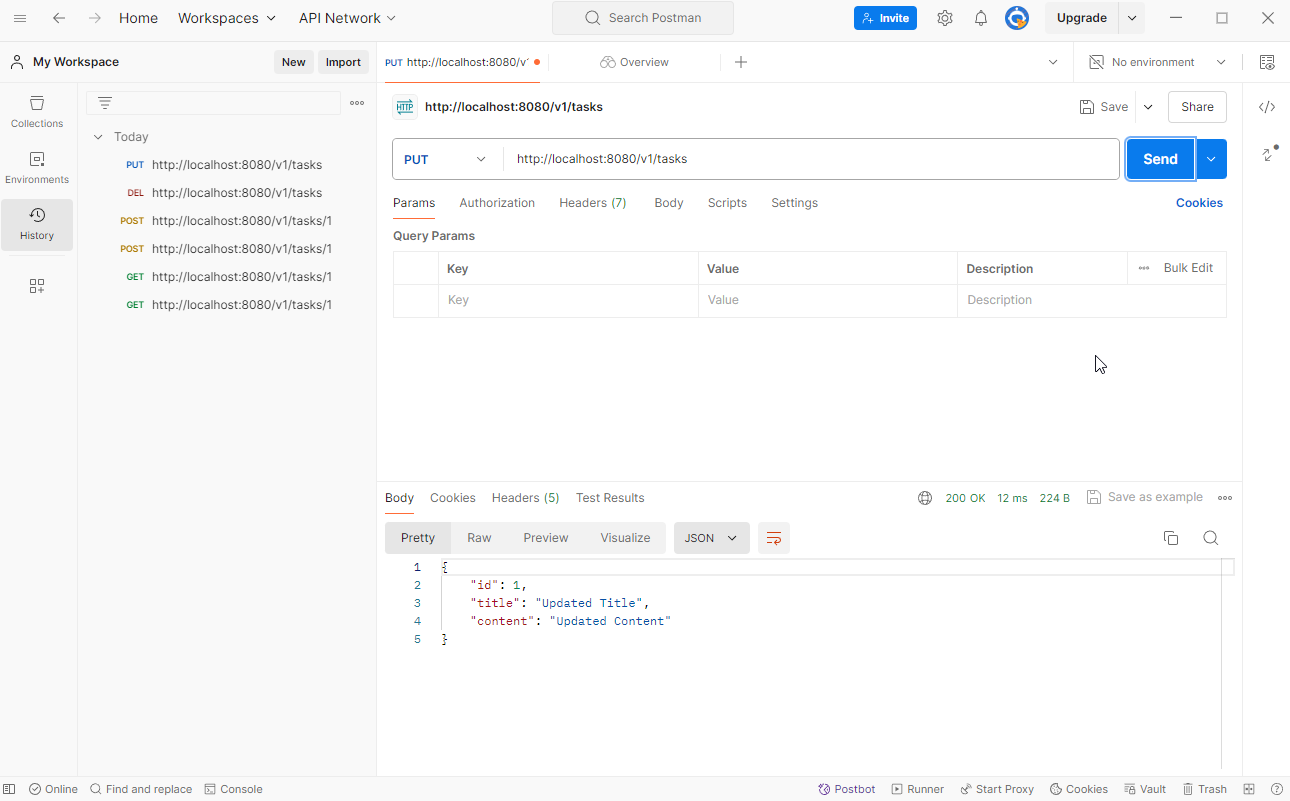 Home Workspaces API Network Search Postman Invite Upgrade
My Workspace New Import PUT http://localhost:8080/v1 Overview No environment
Collections
Environments
History
Today
PUT http://localhost:8080/v1/tasks
DEL http://localhost:8080/v1/tasks
POST http://localhost:8080/v1/tasks/1
POST http://localhost:8080/v1/tasks/1
GET http://localhost:8080/v1/tasks/1
GET http://localhost:8080/v1/tasks/1
HTTP http://localhost:8080/v1/tasks Save Share
PUT http://localhost:8080/v1/tasks Send
Params Authorization Headers (7) Body Scripts Settings Cookies
Query Params
Key Value Description Bulk Edit
Key Value Description
Body Cookies Headers (5) Test Results 200 OK 12 ms 224 B Save as example
Pretty Raw Preview Visualize JSON
1 {
2 "id": 1,
3 "title": "Updated Title",
4 "content": "Updated Content"
5 }
Online Find and replace Console Postbot Runner Start Proxy Cookies Vault Trash